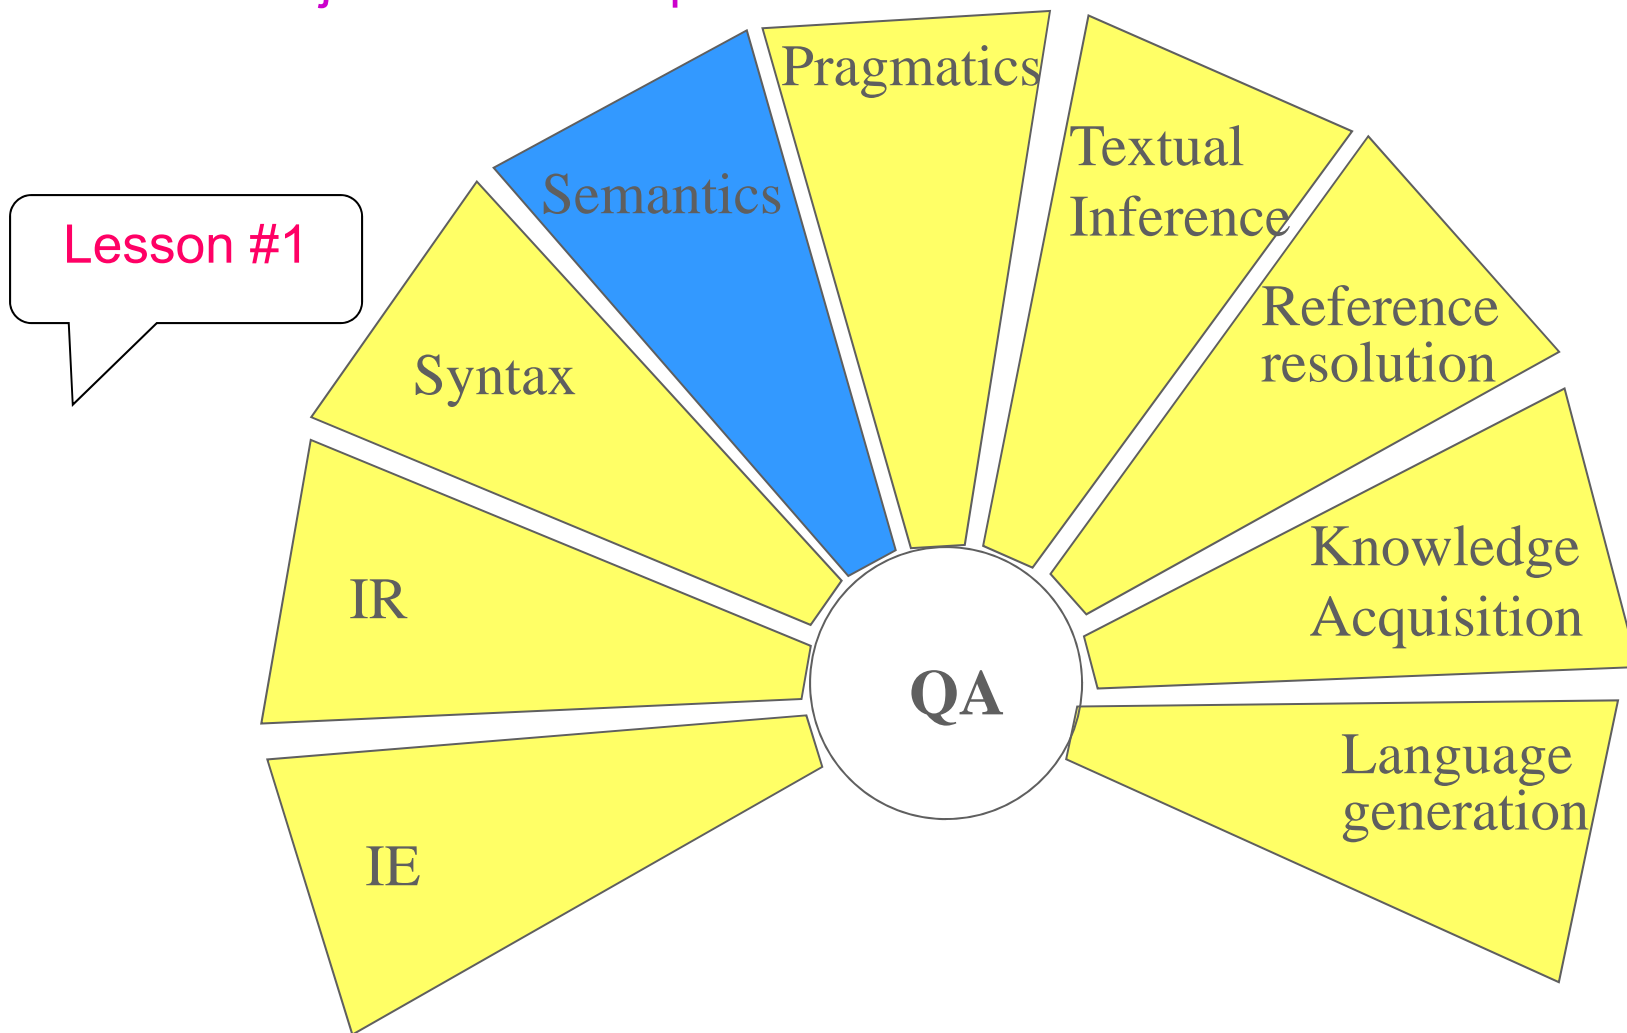 Pragmatics
Textual
Inference
Semantics
Lesson #1
Reference
resolution
Syntax
Knowledge
Acquisition
IR
QA
Language
generation
IE